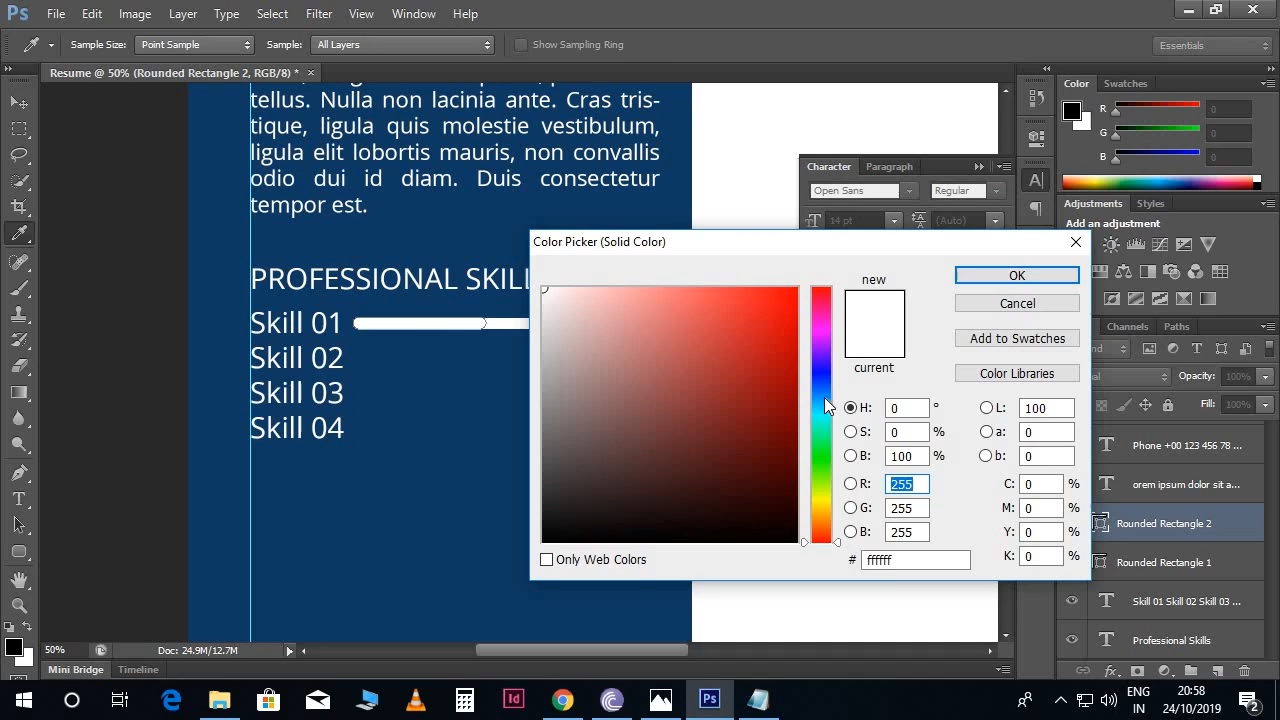 Ps File Edit Image Layer Type Select Filter View Window Help
Sample Size: Point Sample Sample: All Layers Show Sampling Ring Essentials
Resume @ 50% (Rounded Rectangle 2, RGB/8) * ×
Color Swatches
R 0
G 0
B 0
tellus. Nulla non lacinia ante. Cras tris-
tique, ligula quis molestie vestibulum,
ligula elit lobortis mauris, non convallis
odio dui id diam. Duis consectetur
tempor est.
PROFESSIONAL SKILL
Skill 01
Skill 02
Skill 03
Skill 04
Character Paragraph
Open Sans Regular
14 pt (Auto)
Adjustments Styles
Add an adjustment
Color Picker (Solid Color)
new
current
OK
Cancel
Add to Swatches
Color Libraries
H: 0 ° L: 100
S: 0 % a: 0
B: 100 % b: 0
R: 255 C: 0 %
G: 255 M: 0 %
B: 255 Y: 0 %
# ffffff K: 0 %
Only Web Colors
Channels Paths
Opacity: 100%
Fill: 100%
Phone +00 123 456 78 ...
orem ipsum dolor sit a...
Rounded Rectangle 2
Rounded Rectangle 1
Skill 01 Skill 02 Skill 03 ...
Professional Skills
50% Doc: 24.9M/12.7M
Mini Bridge Timeline
ENG
IN
20:58
24/10/2019
2